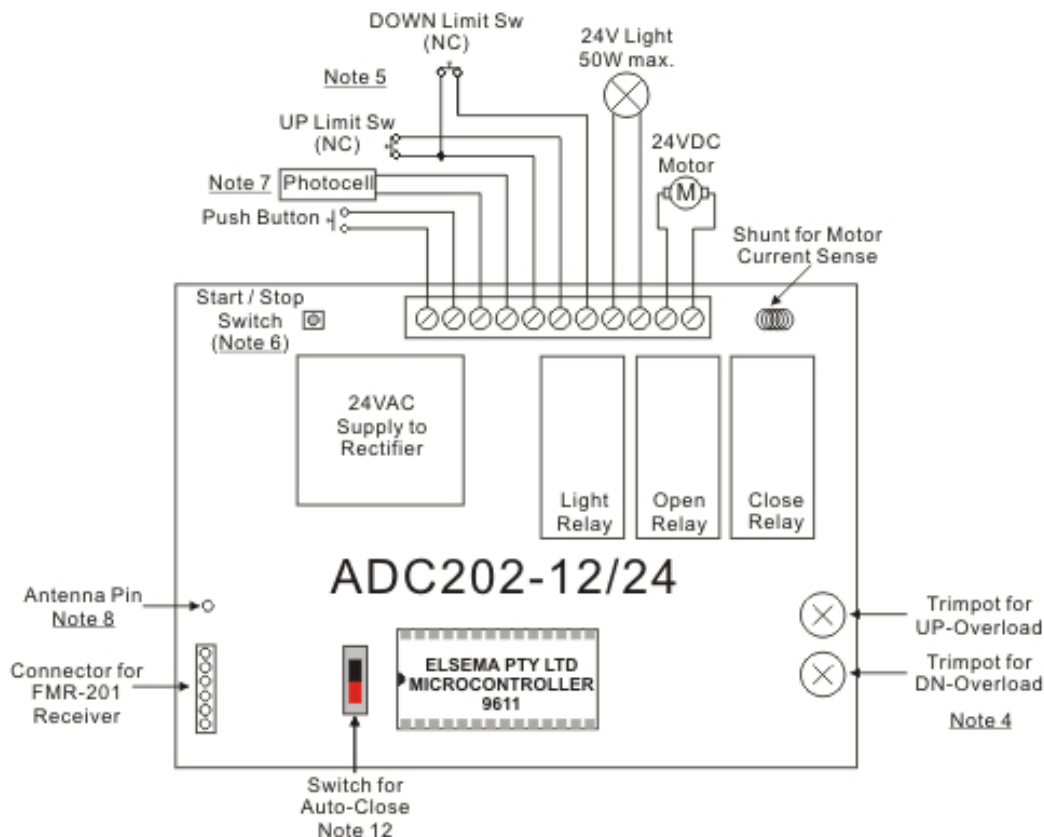 DOWN Limit Sw
(NC)
24V Light
50W max.
Note 5
UP Limit Sw
(NC)
24VDC
Motor
M
Note 7
Photocell
Push Button
Shunt for Motor
Current Sense
Start / Stop
Switch
(Note 6)
24VAC
Supply to
Rectifier
Light
Relay
Open
Relay
Close
Relay
ADC202-12/24
Antenna Pin
Note 8
Trimpot for
UP-Overload
Connector for
FMR-201
Receiver
ELSEMA PTY LTD
MICROCONTROLLER
9611
Trimpot for
DN-Overload
Note 4
Switch for
Auto-Close
Note 12